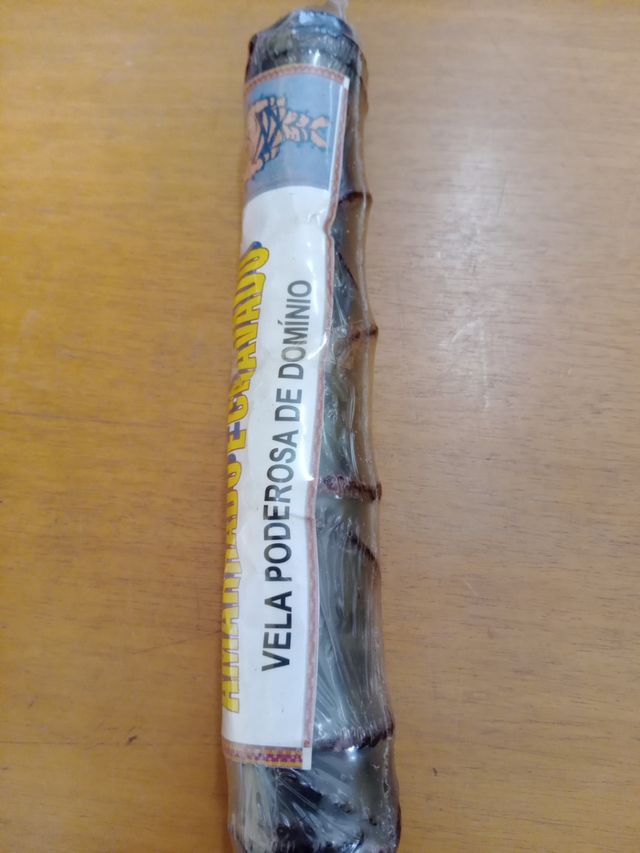 AMARRADO E CRAVADO
VELA PODEROSA DE DOMÍNIO